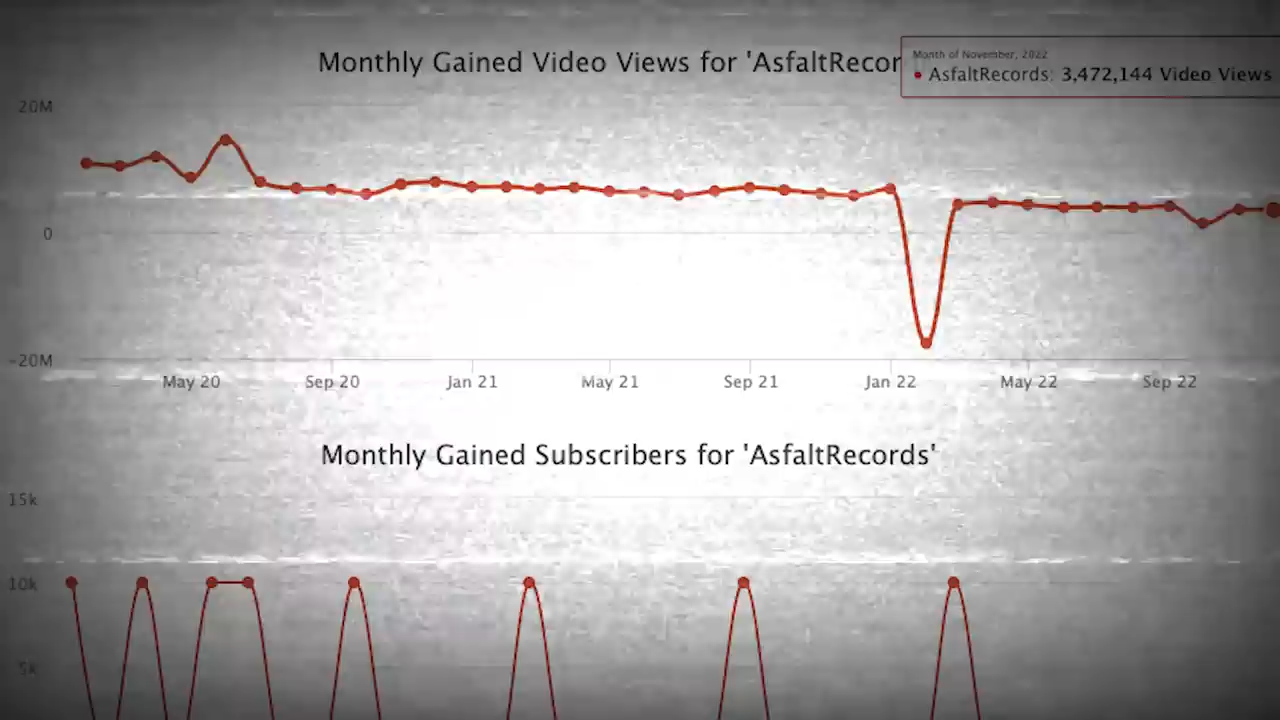 Monthly Gained Video Views for 'AsfaltRecor
Month of November, 2022
AsfaltRecords: 3,472,144 Video Views
20M
0
-20M
May 20 Sep 20 Jan 21 May 21 Sep 21 Jan 22 May 22 Sep 22
Monthly Gained Subscribers for 'AsfaltRecords'
15k
10k
5k